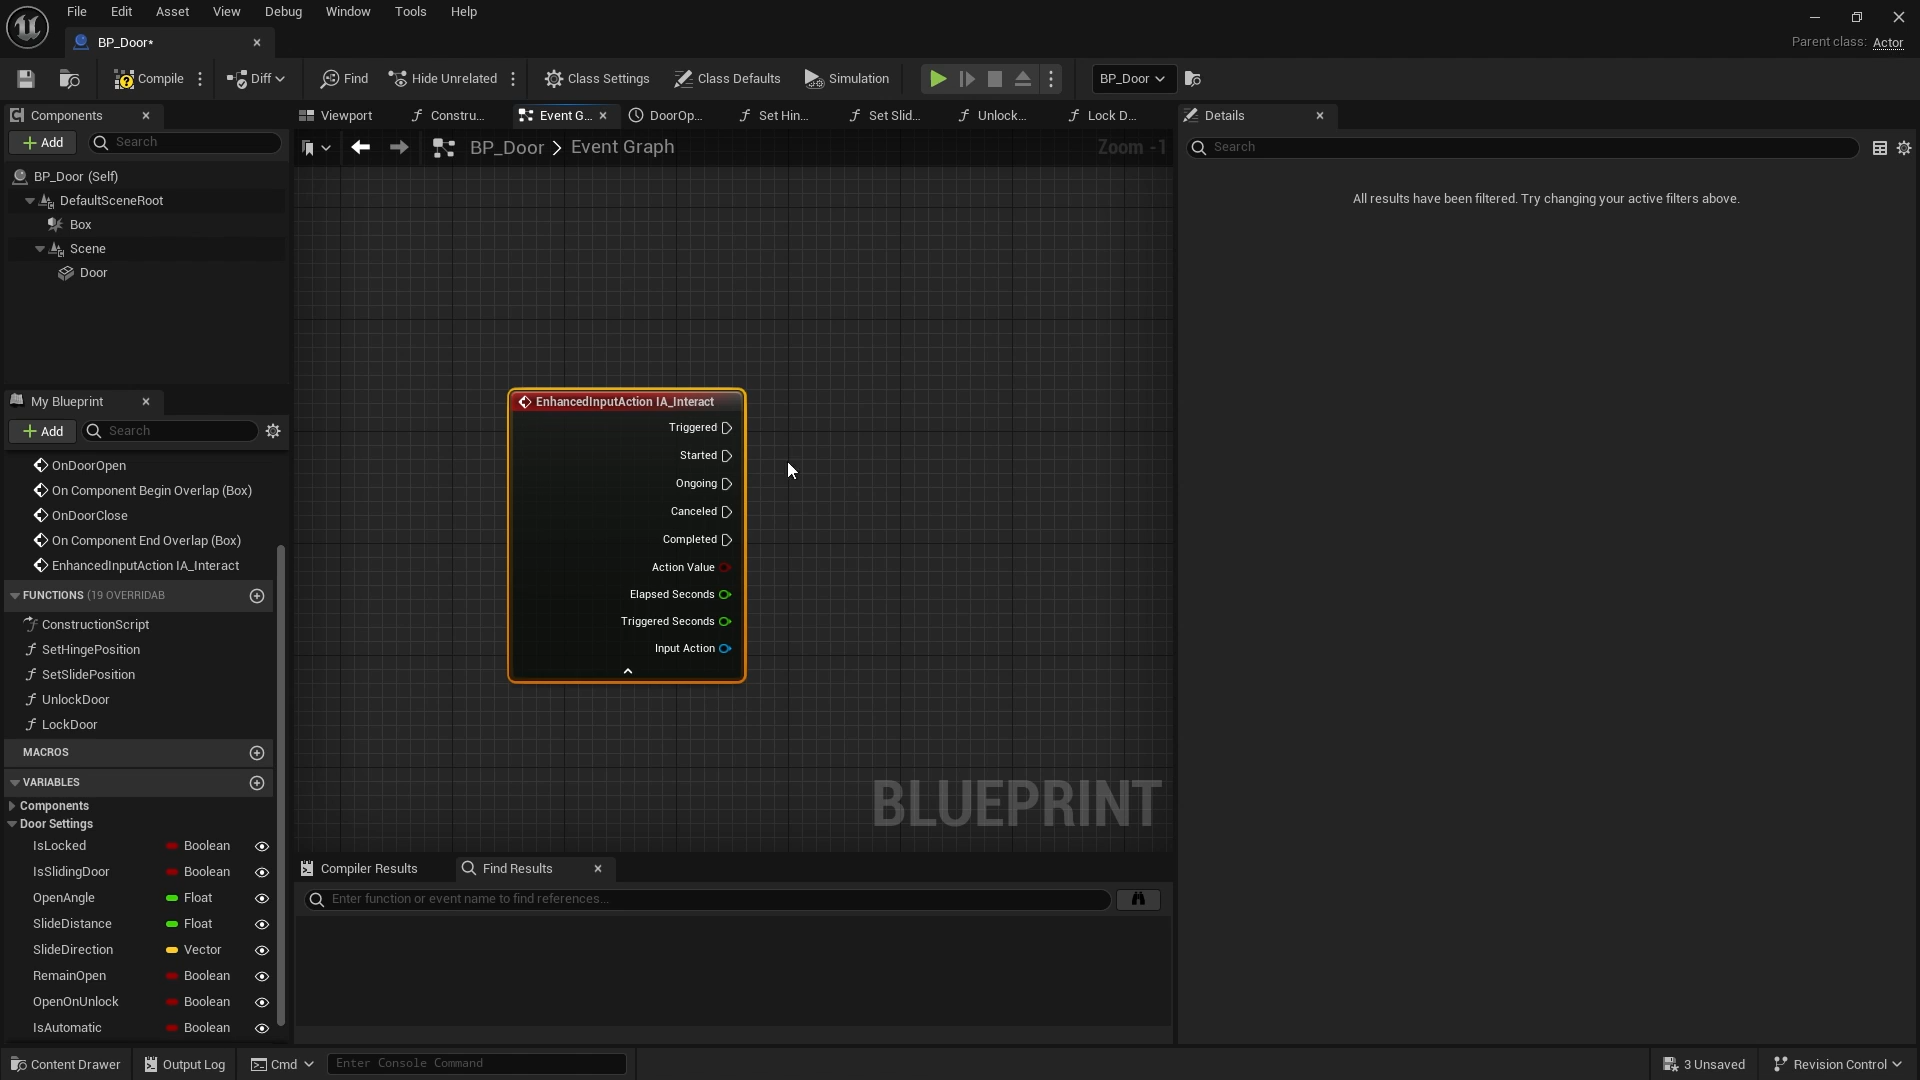 File Edit Asset View Debug Window Tools Help
BP_Door*
Parent class: Actor
Compile Diff Find Hide Unrelated Class Settings Class Defaults Simulation BP_Door
Components
Add Search
BP_Door (Self)
DefaultSceneRoot
Box
Scene
Door
My Blueprint
Add Search
OnDoorOpen
On Component Begin Overlap (Box)
OnDoorClose
On Component End Overlap (Box)
EnhancedInputAction IA_Interact
FUNCTIONS (19 OVERRIDAB
ConstructionScript
SetHingePosition
SetSlidePosition
UnlockDoor
LockDoor
MACROS
VARIABLES
Components
Door Settings
IsLocked Boolean
IsSlidingDoor Boolean
OpenAngle Float
SlideDistance Float
SlideDirection Vector
RemainOpen Boolean
OpenOnUnlock Boolean
IsAutomatic Boolean
Viewport Constru... Event G... DoorOp... Set Hin... Set Slid... Unlock... Lock D...
BP_Door > Event Graph Zoom -1
EnhancedInputAction IA_Interact
Triggered
Started
Ongoing
Canceled
Completed
Action Value
Elapsed Seconds
Triggered Seconds
Input Action
BLUEPRINT
Compiler Results Find Results
Enter function or event name to find references...
Details
Search
All results have been filtered. Try changing your active filters above.
Content Drawer Output Log Cmd Enter Console Command 3 Unsaved Revision Control